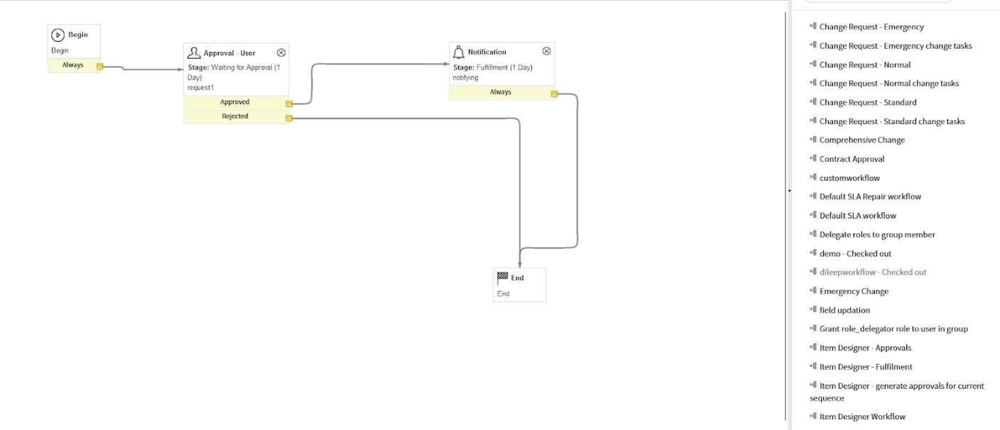 Begin
Begin
Always
Approval - User
Stage: Waiting for Approval (1
Day)
request1
Approved
Rejected
Notification
Stage: Fulfillment (1 Day)
notifying
Always
End
End
Change Request - Emergency
Change Request - Emergency change tasks
Change Request - Normal
Change Request - Normal change tasks
Change Request - Standard
Change Request - Standard change tasks
Comprehensive Change
Contract Approval
customworkflow
Default SLA Repair workflow
Default SLA workflow
Delegate roles to group member
demo - Checked out
dileepworkflow - Checked out
Emergency Change
field updation
Grant role_delegator role to user in group
Item Designer - Approvals
Item Designer - Fulfilment
Item Designer - generate approvals for current
sequence
Item Designer Workflow